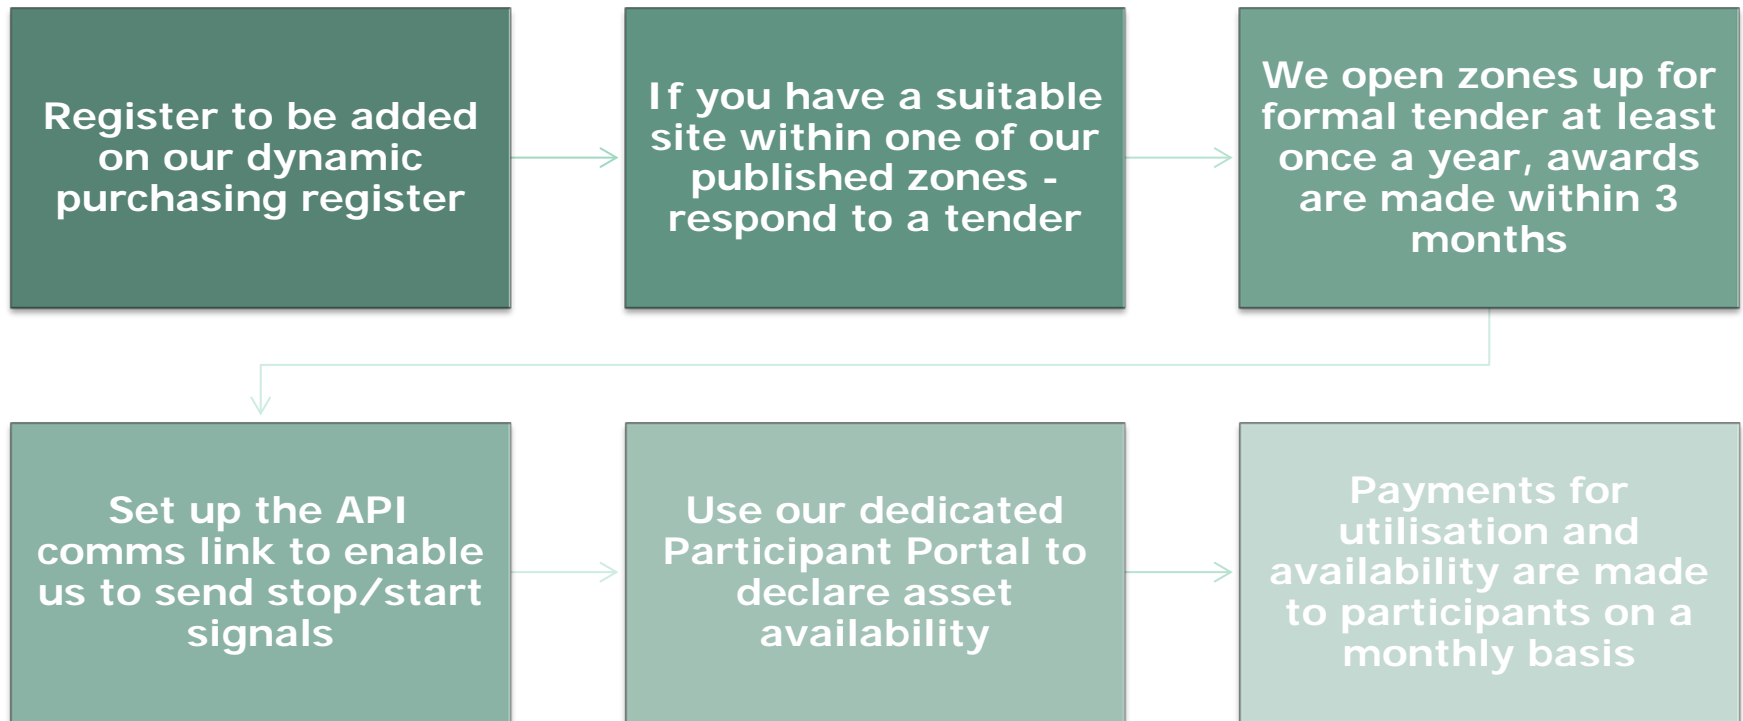 Register to be added
on our dynamic
purchasing register
If you have a suitable
site within one of our
published zones -
respond to a tender
We open zones up for
formal tender at least
once a year, awards
are made within 3
months
Set up the API
comms link to enable
us to send stop/start
signals
Use our dedicated
Participant Portal to
declare asset
availability
Payments for
utilisation and
availability are made
to participants on a
monthly basis